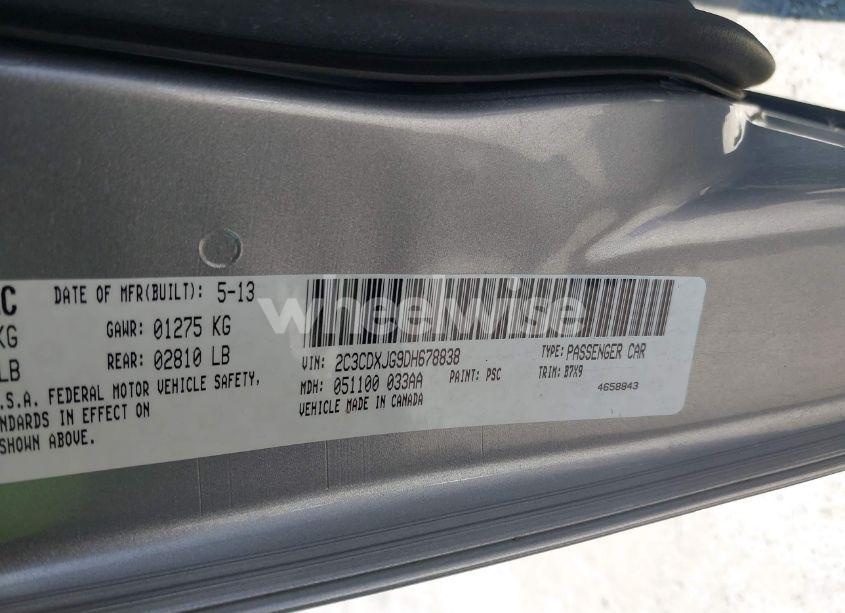 C DATE OF MFR(BUILT): 5-13
KG GAWR: 01275 KG
LB REAR: 02810 LB
.S.A. FEDERAL MOTOR VEHICLE SAFETY,
NDARDS IN EFFECT ON
SHOWN ABOVE.
wheelwise
VIN: 2C3CDXJG9DH678838 TYPE: PASSENGER CAR
MDH: 051100 033AA PAINT: PSC TRIM: B7X9
VEHICLE MADE IN CANADA 4658843